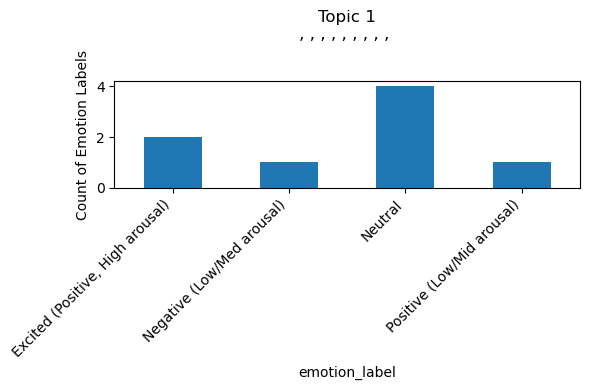 Topic 1
, , , , , , , , ,
Count of Emotion Labels
4
2
0
Excited (Positive, High arousal)
Negative (Low/Med arousal)
Neutral
Positive (Low/Mid arousal)
emotion_label